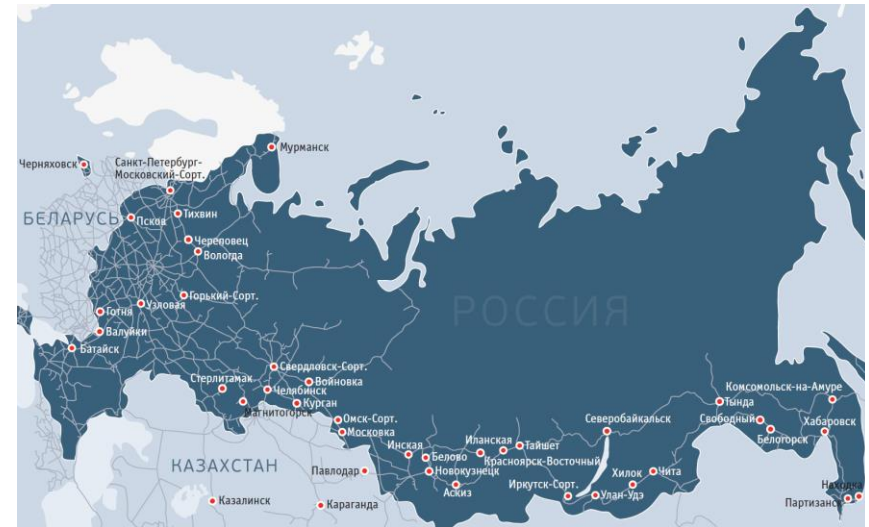 Мурманск
Черняховск
Санкт-Петербург-
Московский-Сорт.
БЕЛАРУСЬ
Псков
Тихвин
Череповец
Вологда
Горький-Сорт.
Узловая
Готня
Валуйки
Батайск
РОССИЯ
Свердловск-Сорт.
Войновка
Стерлитамак
Челябинск
Курган
Магнитогорск
Омск-Сорт.
Московка
Комсомольск-на-Амуре
Тында
Северобайкальск
Свободный
Хабаровск
Белогорск
Инская
Иланская
Тайшет
Белово
Красноярск-Восточный
КАЗАХСТАН
Павлодар
Новокузнецк
Хилок
Чита
Аскиз
Иркутск-Сорт.
Улан-Удэ
Находка
Партизанск
Казалинск
Караганда